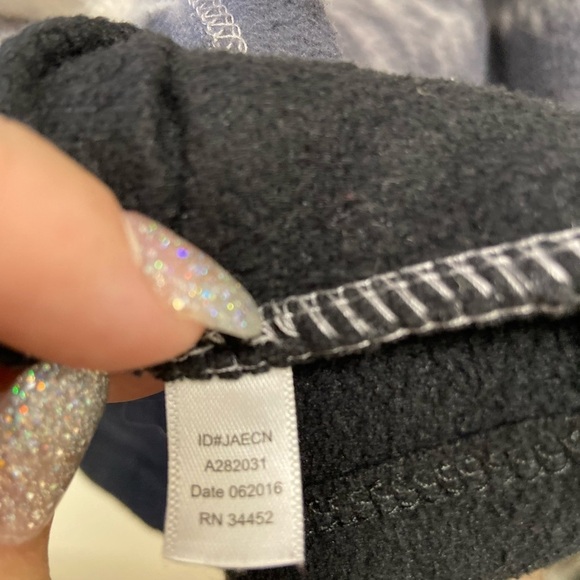 ID#JAECN
A282031
Date 062016
RN 34452